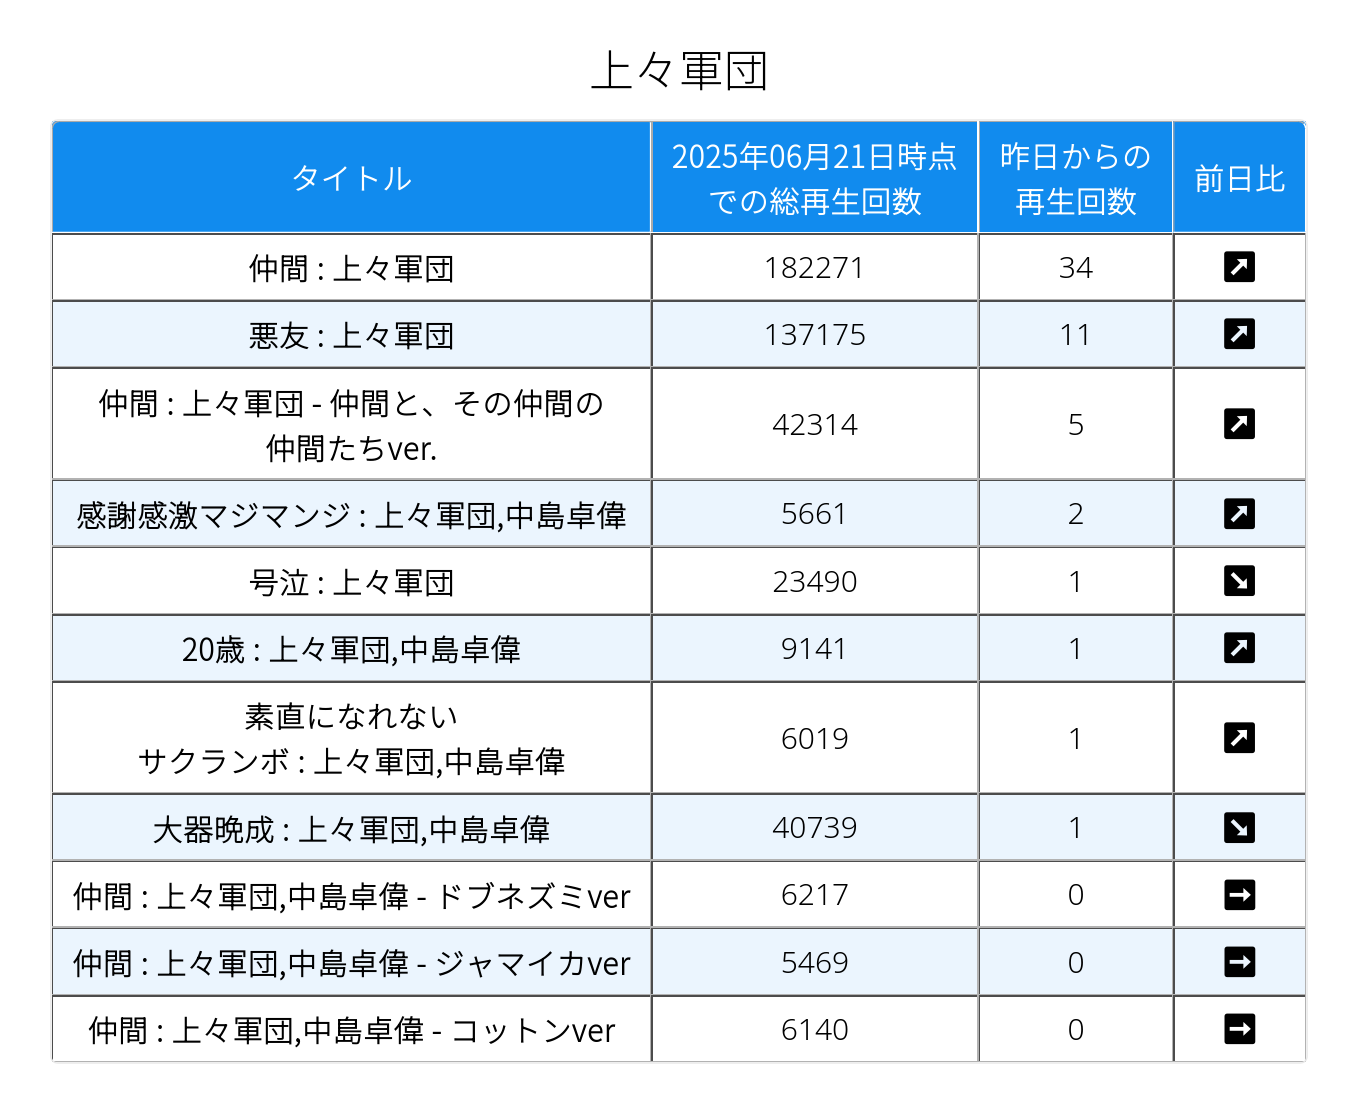 上々軍団
タイトル
2025年06月21日時点
での総再生回数
昨日からの
再生回数
前日比
仲間 : 上々軍団
182271
34
悪友 : 上々軍団
137175
11
仲間 : 上々軍団 - 仲間と、その仲間の
仲間たちver.
42314
5
感謝感激マジマンジ : 上々軍団,中島卓偉
5661
2
号泣 : 上々軍団
23490
1
20歳 : 上々軍団,中島卓偉
9141
1
素直になれない
サクランボ : 上々軍団,中島卓偉
6019
1
大器晩成 : 上々軍団,中島卓偉
40739
1
仲間 : 上々軍団,中島卓偉 - ドブネズミver
6217
0
仲間 : 上々軍団,中島卓偉 - ジャマイカver
5469
0
仲間 : 上々軍団,中島卓偉 - コットンver
6140
0